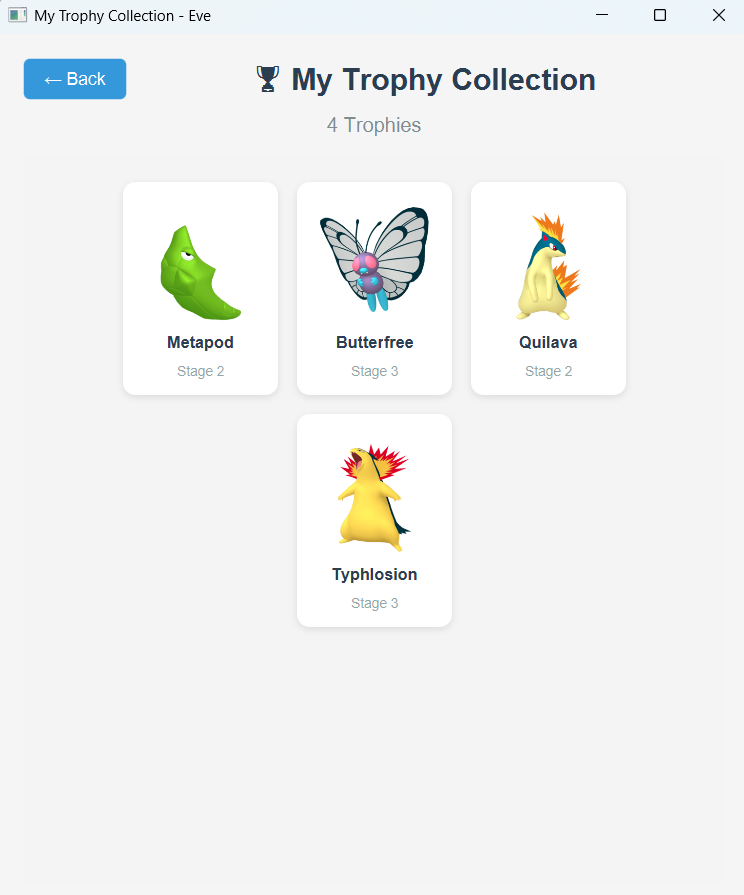 My Trophy Collection - Eve
← Back
🏆 My Trophy Collection
4 Trophies
Metapod
Stage 2
Butterfree
Stage 3
Quilava
Stage 2
Typhlosion
Stage 3